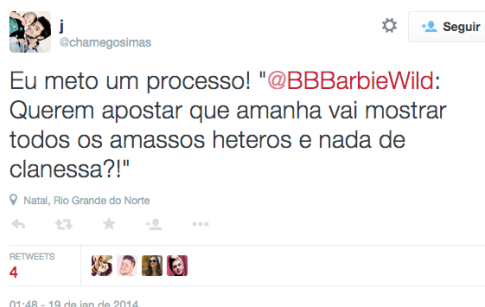 j
@chamegosimas
Seguir
Eu meto um processo! "@BBBarbieWild:
Querem apostar que amanha vai mostrar
todos os amassos heteros e nada de
clanessa?!"
Natal, Rio Grande do Norte
RETWEETS
4
01:48 - 19 de jan de 2014